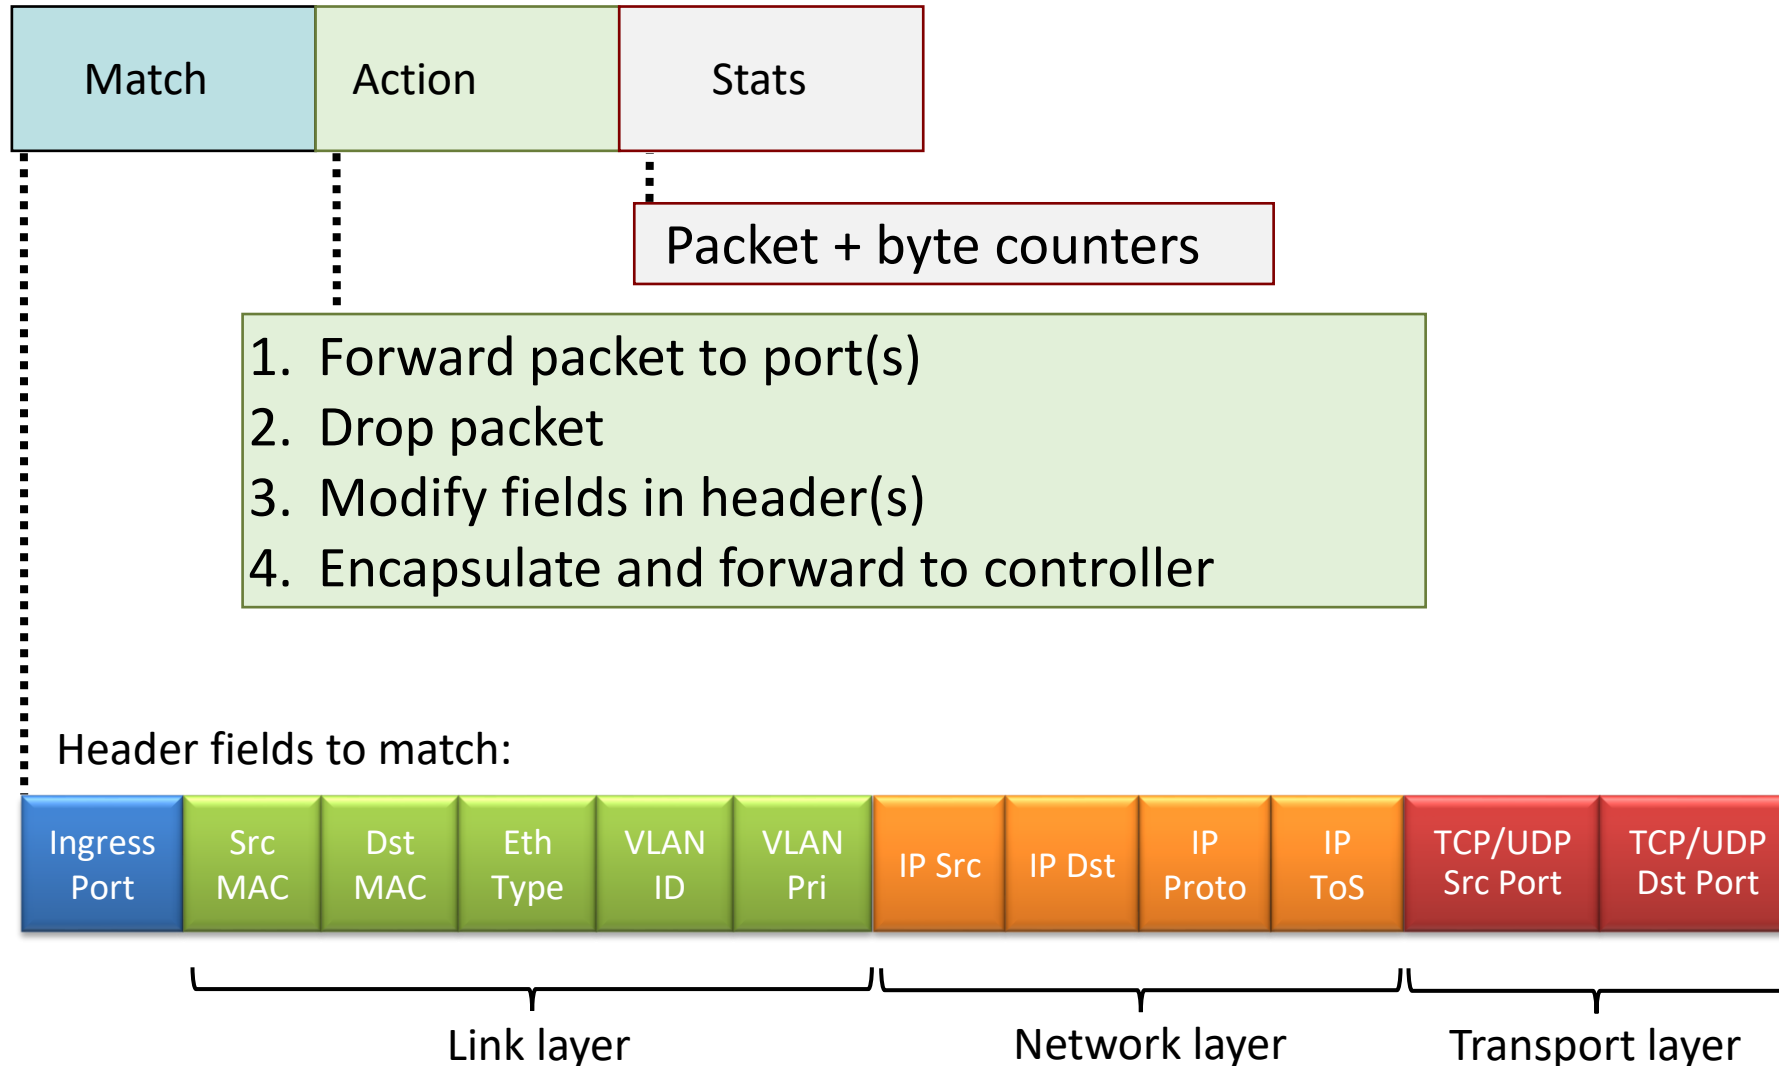 Match
Action
Stats
Packet + byte counters
1. Forward packet to port(s)
2. Drop packet
3. Modify fields in header(s)
4. Encapsulate and forward to controller
Header fields to match:
Ingress
Port
Src
MAC
Dst
MAC
Eth
Type
VLAN
ID
VLAN
Pri
IP Src
IP Dst
IP
Proto
IP
ToS
TCP/UDP
Src Port
TCP/UDP
Dst Port
Link layer
Network layer
Transport layer